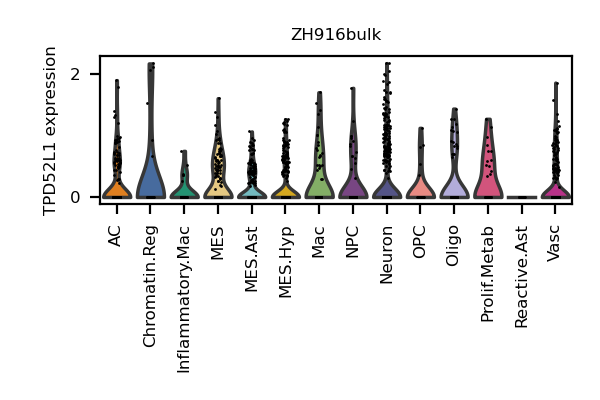 ZH916bulk
TPD52L1 expression
2
0
AC
Chromatin.Reg
Inflammatory.Mac
MES
MES.Ast
MES.Hyp
Mac
NPC
Neuron
OPC
Oligo
Prolif.Metab
Reactive.Ast
Vasc